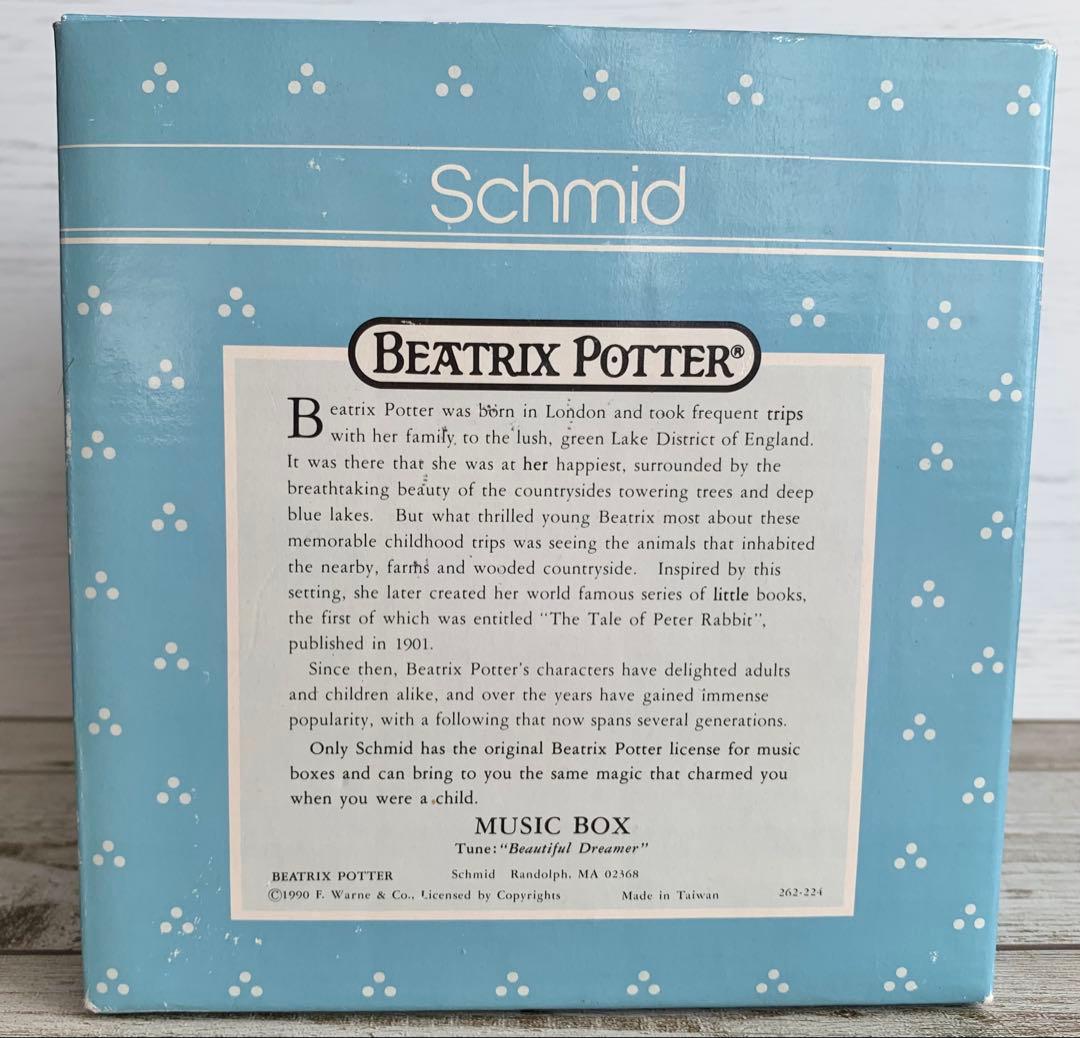 Schmid
BEATRIX POTTER®
Beatrix Potter was born in London and took frequent trips
with her family, to the lush, green Lake District of England.
It was there that she was at her happiest, surrounded by the
breathtaking beauty of the countrysides towering trees and deep
blue lakes. But what thrilled young Beatrix most about these
memorable childhood trips was seeing the animals that inhabited
the nearby, farms and wooded countryside. Inspired by this
setting, she later created her world famous series of little books,
the first of which was entitled "The Tale of Peter Rabbit",
published in 1901.
Since then, Beatrix Potter's characters have delighted adults
and children alike, and over the years have gained immense
popularity, with a following that now spans several generations.
Only Schmid has the original Beatrix Potter license for music
boxes and can bring to you the same magic that charmed you
when you were a child.
MUSIC BOX
Tune: "Beautiful Dreamer"
BEATRIX POTTER Schmid Randolph, MA 02368
©1990 F. Warne & Co., Licensed by Copyrights Made in Taiwan 262-224